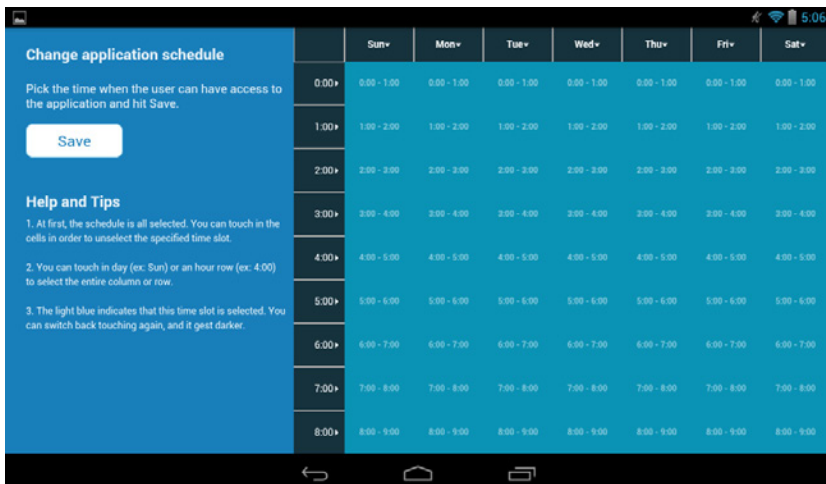 5:06
Change application schedule
Pick the time when the user can have access to
the application and hit Save.
Save
Help and Tips
1. At first, the schedule is all selected. You can touch in the
cells in order to unselect the specified time slot.
2. You can touch in day (ex: Sun) or an hour row (ex: 4:00)
to select the entire column or row.
3. The light blue indicates that this time slot is selected. You
can switch back touching again, and it gest darker.
Sun Mon Tue Wed Thu Fri Sat
0:00 0:00 - 1:00 0:00 - 1:00 0:00 - 1:00 0:00 - 1:00 0:00 - 1:00 0:00 - 1:00 0:00 - 1:00
1:00 1:00 - 2:00 1:00 - 2:00 1:00 - 2:00 1:00 - 2:00 1:00 - 2:00 1:00 - 2:00 1:00 - 2:00
2:00 2:00 - 3:00 2:00 - 3:00 2:00 - 3:00 2:00 - 3:00 2:00 - 3:00 2:00 - 3:00 2:00 - 3:00
3:00 3:00 - 4:00 3:00 - 4:00 3:00 - 4:00 3:00 - 4:00 3:00 - 4:00 3:00 - 4:00 3:00 - 4:00
4:00 4:00 - 5:00 4:00 - 5:00 4:00 - 5:00 4:00 - 5:00 4:00 - 5:00 4:00 - 5:00 4:00 - 5:00
5:00 5:00 - 6:00 5:00 - 6:00 5:00 - 6:00 5:00 - 6:00 5:00 - 6:00 5:00 - 6:00 5:00 - 6:00
6:00 6:00 - 7:00 6:00 - 7:00 6:00 - 7:00 6:00 - 7:00 6:00 - 7:00 6:00 - 7:00 6:00 - 7:00
7:00 7:00 - 8:00 7:00 - 8:00 7:00 - 8:00 7:00 - 8:00 7:00 - 8:00 7:00 - 8:00 7:00 - 8:00
8:00 8:00 - 9:00 8:00 - 9:00 8:00 - 9:00 8:00 - 9:00 8:00 - 9:00 8:00 - 9:00 8:00 - 9:00